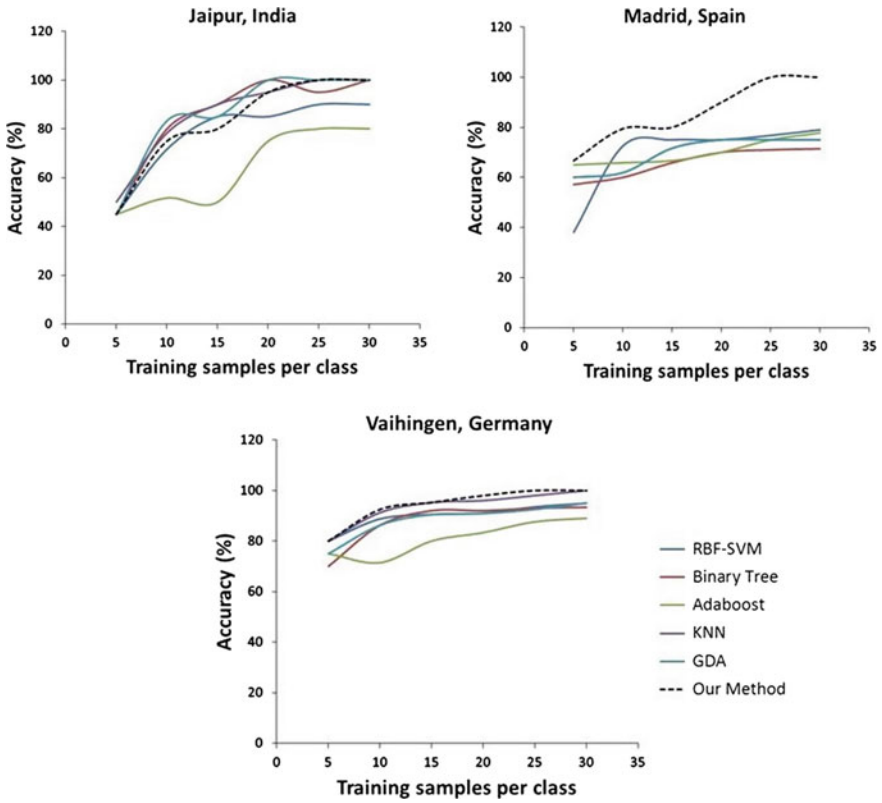 Jaipur, India
120
100
80
60
40
20
0
Accuracy (%)
0 5 10 15 20 25 30 35
Training samples per class
Madrid, Spain
120
100
80
60
40
20
0
Accuracy (%)
0 5 10 15 20 25 30 35
Training samples per class
Vaihingen, Germany
120
100
80
60
40
20
0
Accuracy (%)
0 5 10 15 20 25 30 35
Training samples per class
RBF-SVM
Binary Tree
Adaboost
KNN
GDA
Our Method